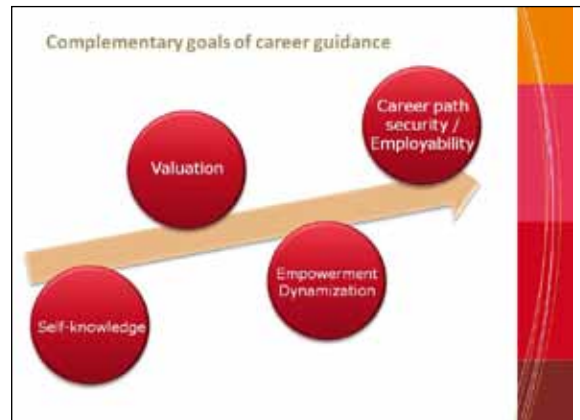 Complementary goals of career guidance
Career path
security /
Employability
Valuation
Empowerment
Dynamization
Self-knowledge